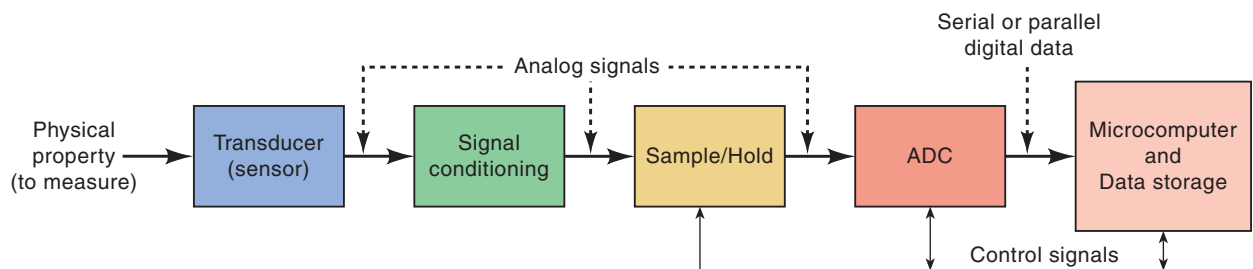 Serial or parallel
digital data
Analog signals
Physical
property
(to measure)
Transducer
(sensor)
Signal
conditioning
Sample/Hold
ADC
Microcomputer
and
Data storage
Control signals